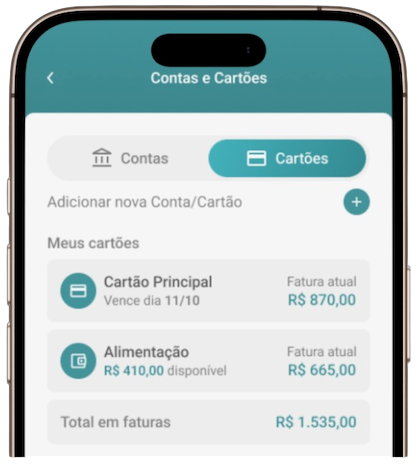 Contas e Cartões
Contas
Cartões
Adicionar nova Conta/Cartão
Meus cartões
Cartão Principal
Fatura atual
Vence dia 11/10
R$ 870,00
Alimentação
Fatura atual
R$ 410,00 disponível
R$ 665,00
Total em faturas
R$ 1.535,00